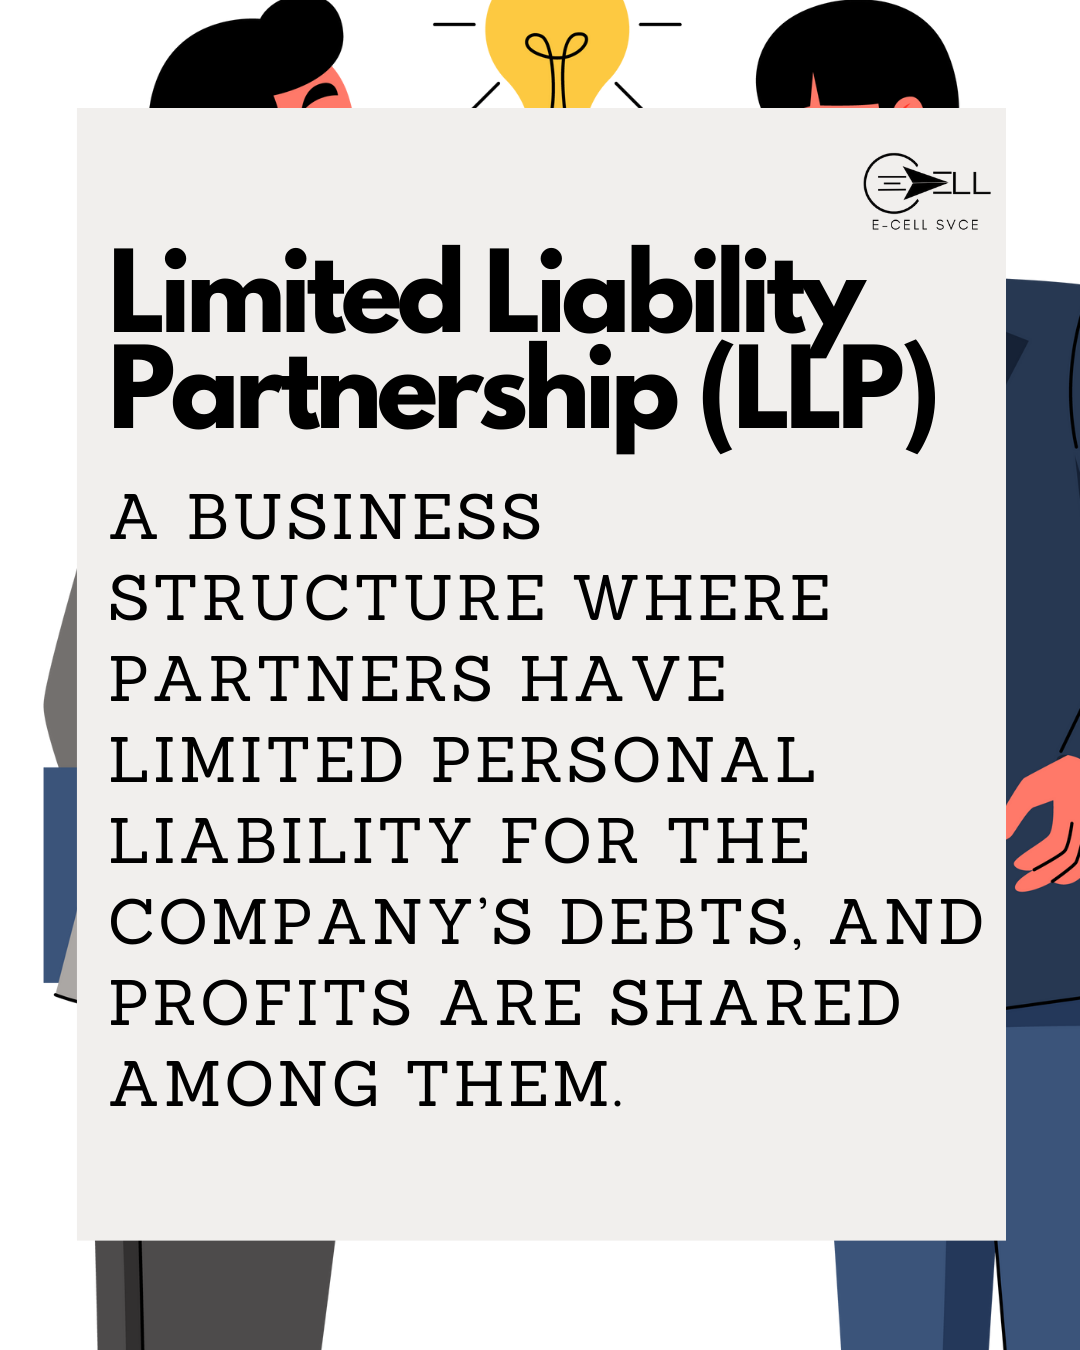 ELL
E-CELL SVCE
Limited Liability
Partnership (LLP)
A BUSINESS
STRUCTURE WHERE
PARTNERS HAVE
LIMITED PERSONAL
LIABILITY FOR THE
COMPANY’S DEBTS, AND
PROFITS ARE SHARED
AMONG THEM.